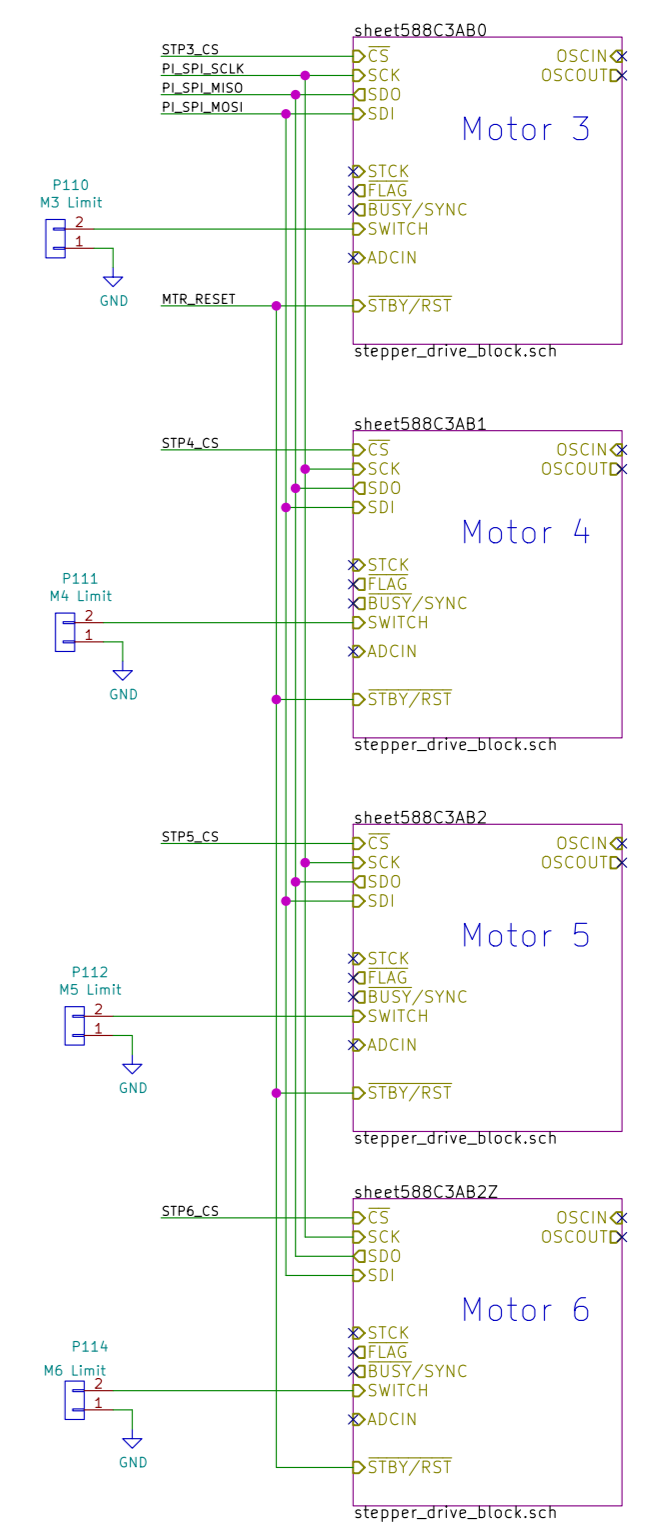 sheet588C3AB0
STP3_CS
CS
OSCIN
PI_SPI_SCLK
SCK
OSCOUT
PI_SPI_MISO
SDO
PI_SPI_MOSI
SDI
Motor 3
STCK
P110
FLAG
M3 Limit
BUSY/SYNC
2
SWITCH
1
ADCIN
GND
MTR_RESET
STBY/RST
stepper_drive_block.sch
sheet588C3AB1
STP4_CS
CS
OSCIN
SCK
OSCOUT
SDO
SDI
Motor 4
STCK
P111
FLAG
M4 Limit
BUSY/SYNC
2
SWITCH
1
ADCIN
GND
STBY/RST
stepper_drive_block.sch
sheet588C3AB2
STP5_CS
CS
OSCIN
SCK
OSCOUT
SDO
SDI
Motor 5
STCK
P112
FLAG
M5 Limit
BUSY/SYNC
2
SWITCH
1
ADCIN
GND
STBY/RST
stepper_drive_block.sch
sheet588C3AB2Z
STP6_CS
CS
OSCIN
SCK
OSCOUT
SDO
SDI
Motor 6
STCK
P114
FLAG
M6 Limit
BUSY/SYNC
2
SWITCH
1
ADCIN
GND
STBY/RST
stepper_drive_block.sch